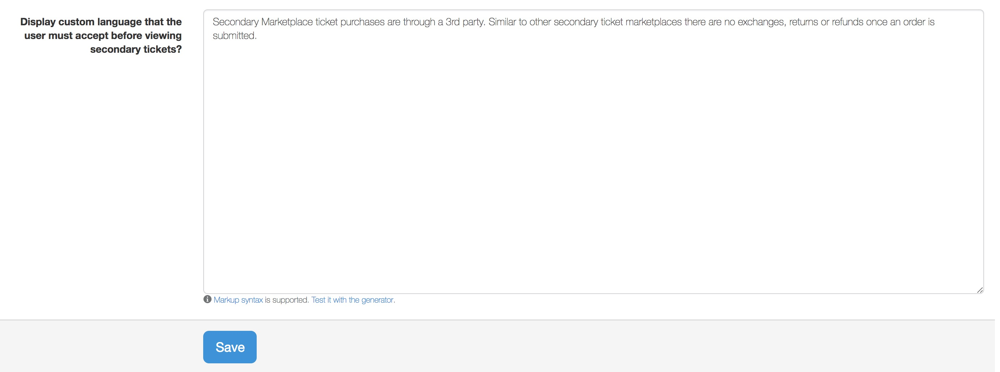 Display custom language that the
user must accept before viewing
secondary tickets?
Secondary Marketplace ticket purchases are through a 3rd party. Similar to other secondary ticket marketplaces there are no exchanges, returns or refunds once an order is
submitted.
Markup syntax is supported. Test it with the generator.
Save